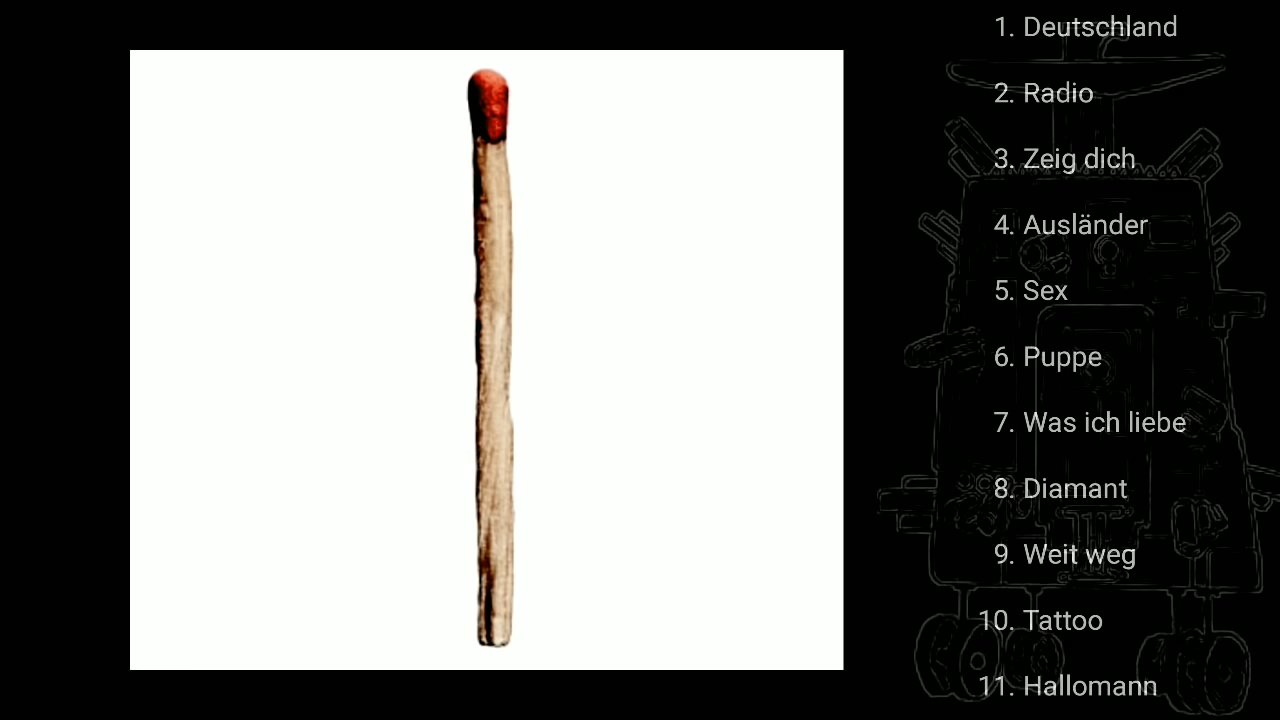 1. Deutschland
2. Radio
3. Zeig dich
4. Ausländer
5. Sex
6. Puppe
7. Was ich liebe
8. Diamant
9. Weit weg
10. Tattoo
11. Hallomann